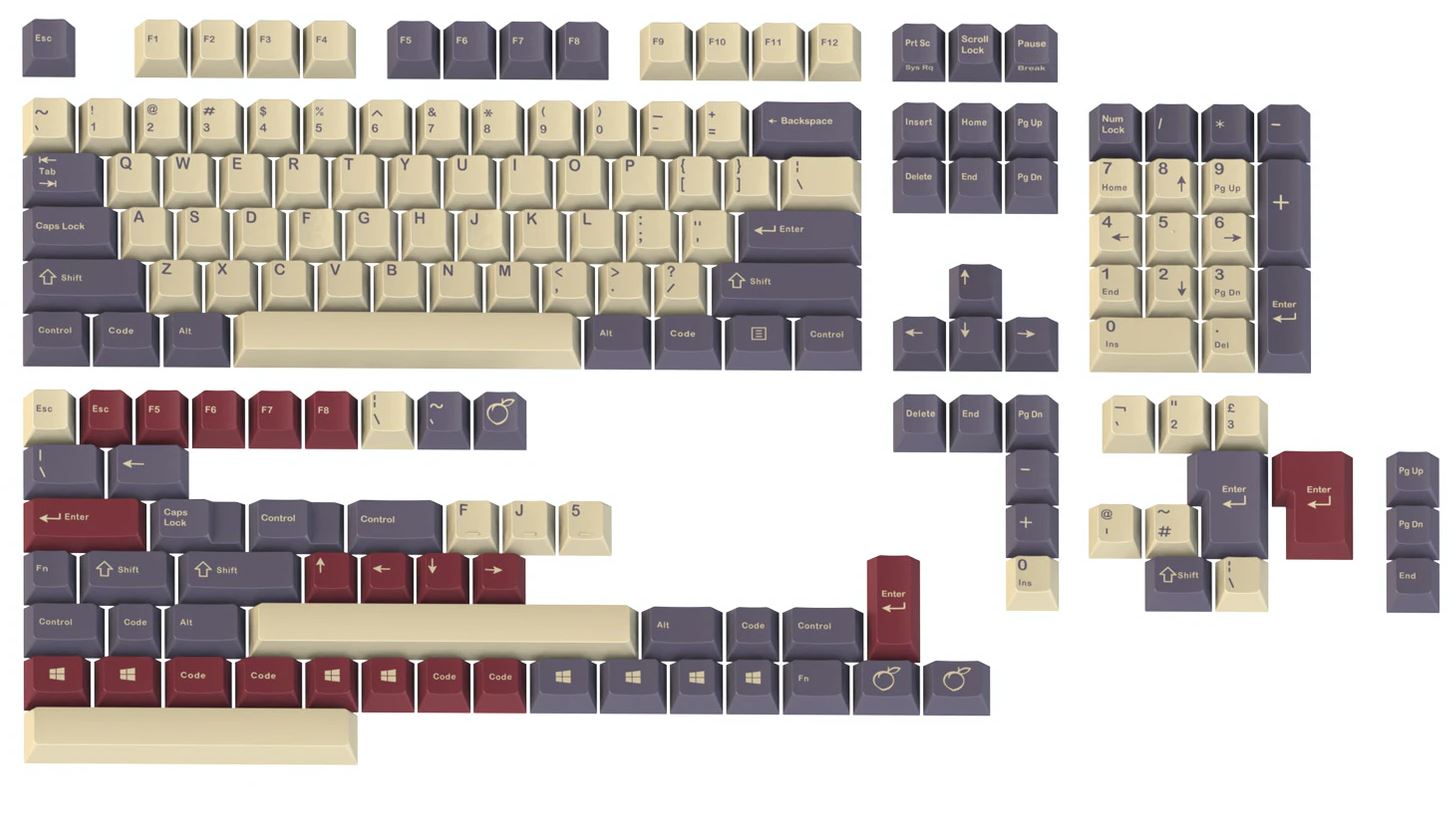 Esc F1 F2 F3 F4 F5 F6 F7 F8 F9 F10 F11 F12 Prt Sc Scroll Pause
Lock
Sys Rq Break
~ ! @ # $ % ^ & * ( ) — +
` 1 2 3 4 5 6 7 8 9 0 - = ← Backspace Insert Home Pg Up Num / * -
Lock
Tab Q W E R T Y U I O P { } ¦ Delete End Pg Dn 7 8 9
[ ] \ Home ↑ Pg Up +
Caps Lock A S D F G H J K L : " Enter 4 5 6
; ' ← →
Shift Z X C V B N M < > ? Shift ↑ 1 2 3
, . / End ↓ Pg Dn Enter
Control Code Alt Alt Code Control ← ↓ → 0 .
Ins Del
Esc Esc F5 F6 F7 F8 ¦ ~ Delete End Pg Dn ¬ " £
\ ` ` 2 3
¦ ← - Enter Enter Pg Up
\
Enter Caps Control Control F J 5 + @ ~ Pg Dn
Lock ' #
Fn Shift Shift ↑ ← ↓ → Enter 0 Shift ¦ End
Ins \
Control Code Alt Alt Code Control
Code Code Code Code Fn